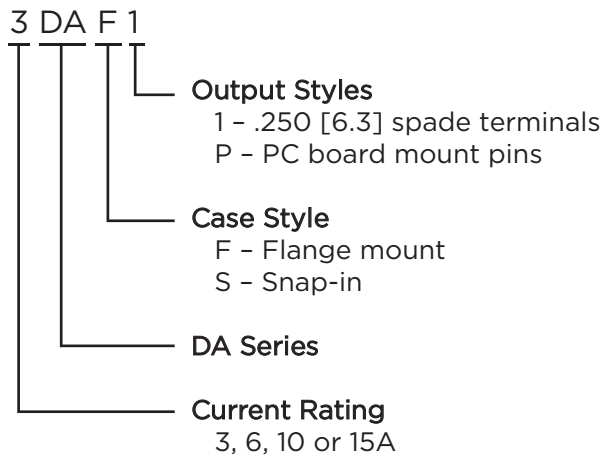 3 DA F 1
Output Styles
1 – .250 [6.3] spade terminals
P – PC board mount pins
Case Style
F – Flange mount
S – Snap-in
DA Series
Current Rating
3, 6, 10 or 15A